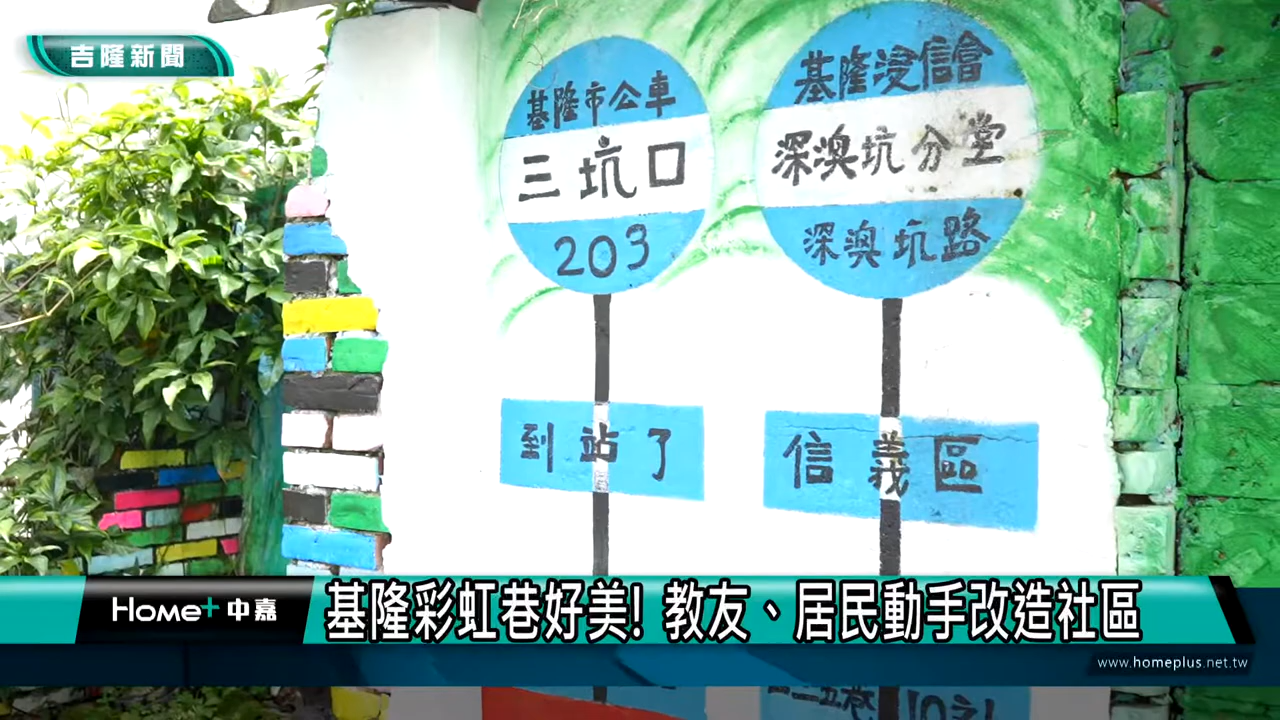 吉隆新聞
基隆市公車
三坑口
203
到站了
基隆浸信會
深澳坑分堂
深澳坑路
信義區
Home+中嘉
基隆彩虹巷好美! 教友、居民動手改造社區
www.homeplus.net.tw